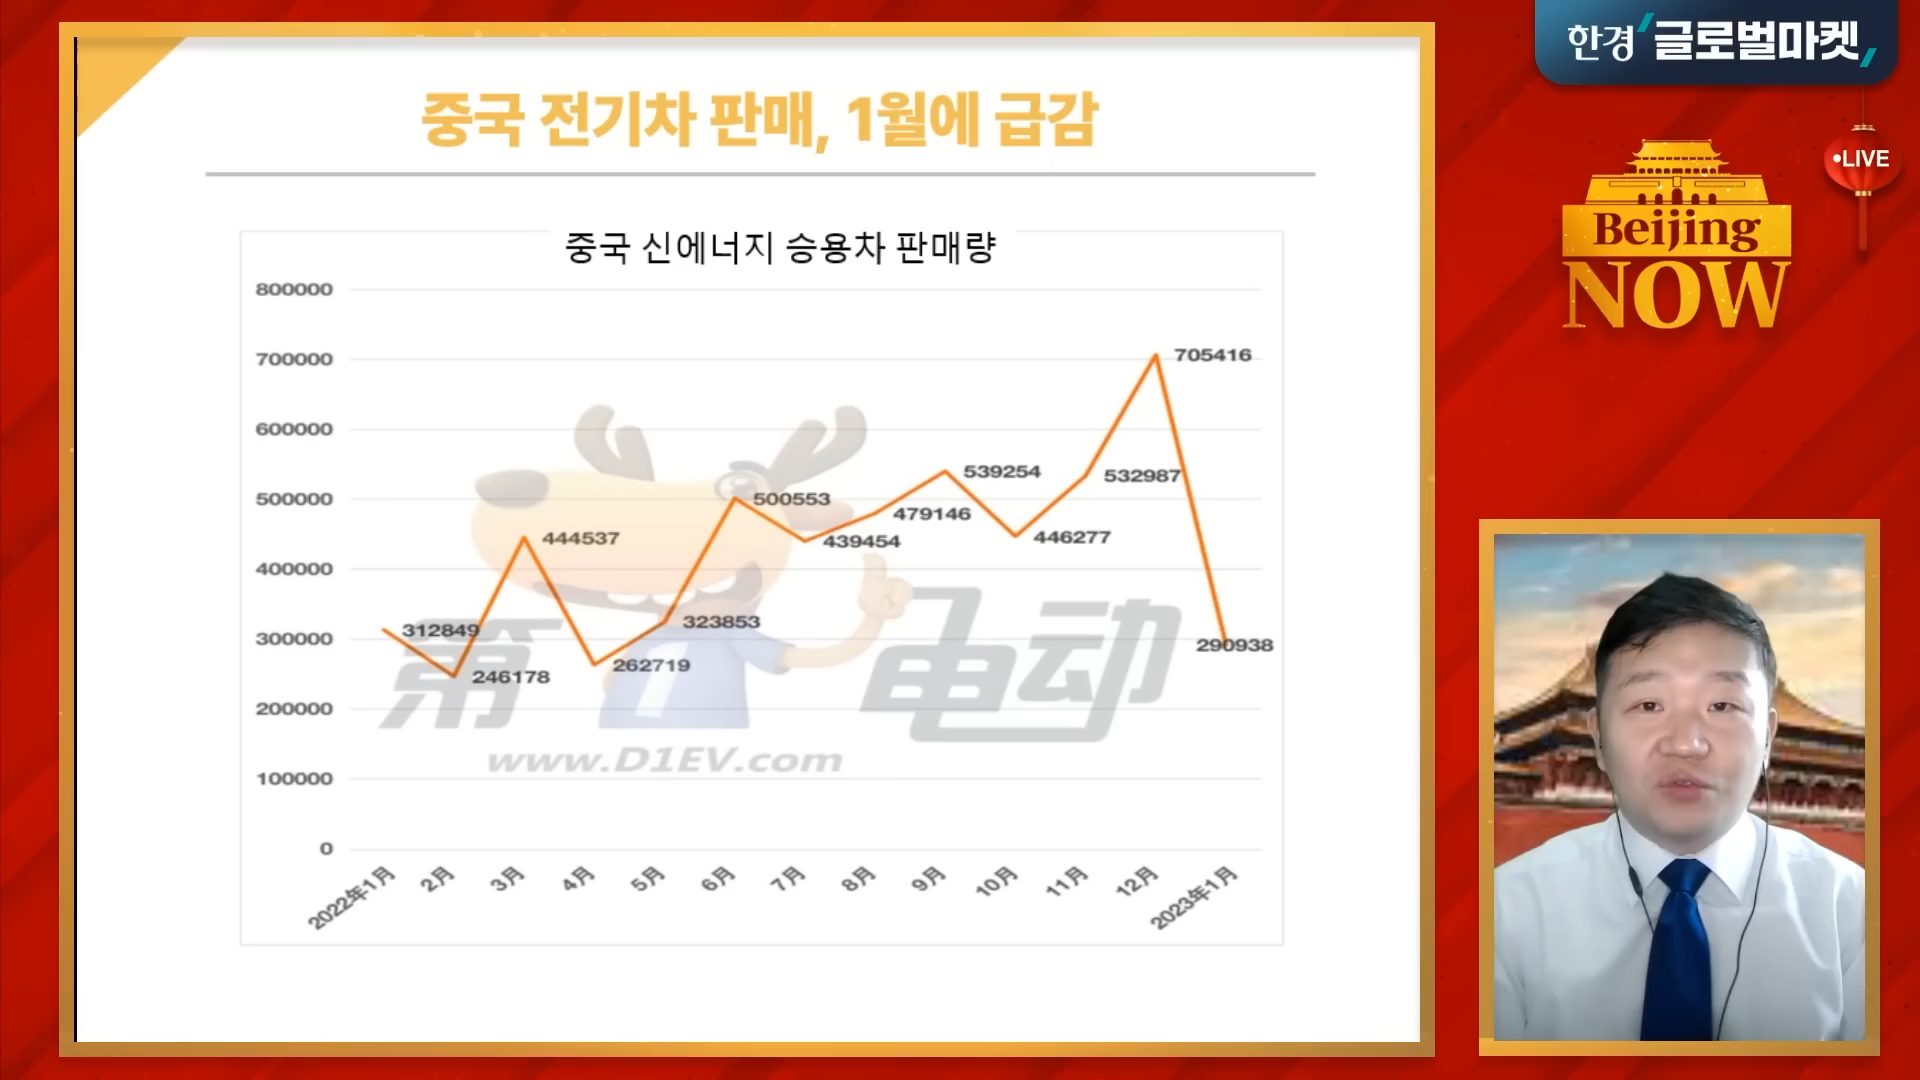 중국 전기차 판매, 1월에 급감
중국 신에너지 승용차 판매량
800000
700000
600000
500000
400000
300000
200000
100000
0
312849
246178
444537
262719
323853
500553
439454
479146
539254
446277
532987
705416
290938
2022年1月
2月
3月
4月
5月
6月
7月
8月
9月
10月
11月
12月
2023年1月
第1电动
www.D1EV.com
한경 글로벌마켓
•LIVE
Beijing
NOW